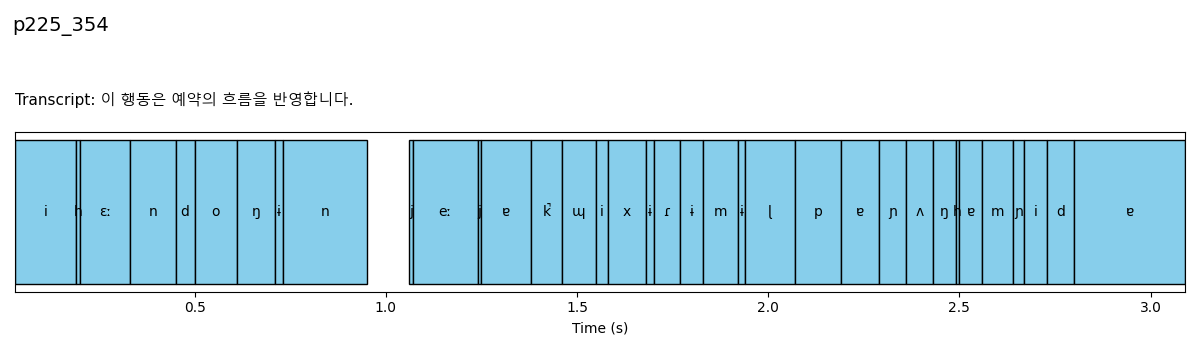 p225_354
Transcript: 이 행동은 예약의 흐름을 반영합니다.
i h ɛː n d o ŋ ɨ n j eː j ɐ k̚ ɰ i x ɨ ɾ ɨ m ɨ ɭ p ɐ ɲ ʌ ŋ h ɐ m ɲ i d ɐ
0.5 1.0 1.5 2.0 2.5 3.0
Time (s)